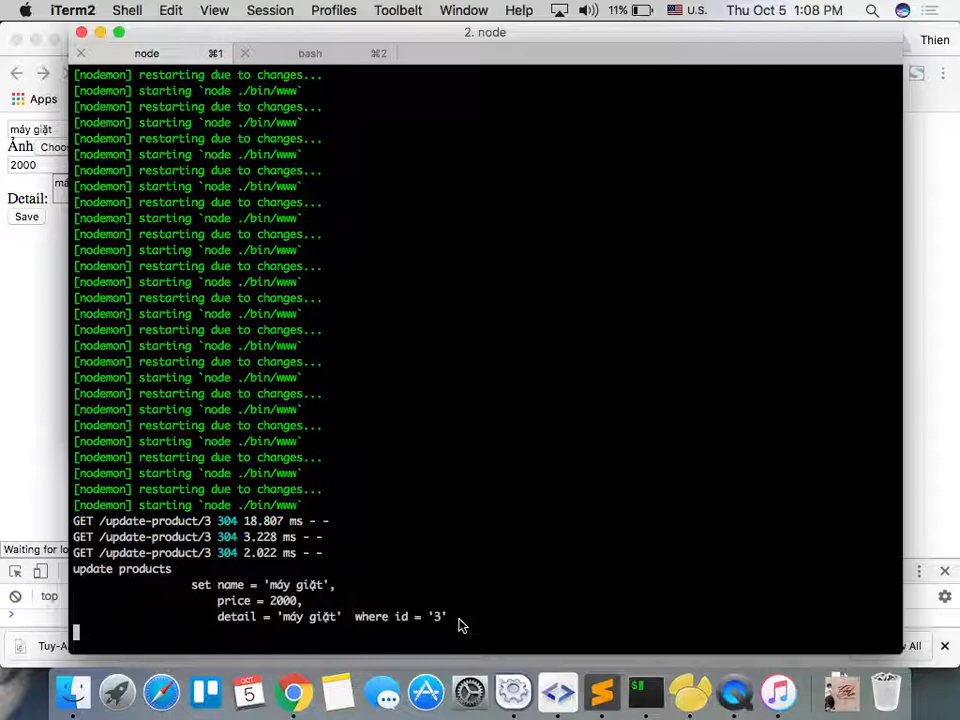 iTerm2 Shell Edit View Session Profiles Toolbelt Window Help 11% U.S. Thu Oct 5 1:08 PM
2. node
node ⌘1 bash ⌘2
Thien
Apps
máy giặt
Ảnh Choo
2000
Detail: má
Save
[nodemon] restarting due to changes...
[nodemon] starting `node ./bin/www`
[nodemon] restarting due to changes...
[nodemon] starting `node ./bin/www`
[nodemon] restarting due to changes...
[nodemon] starting `node ./bin/www`
[nodemon] restarting due to changes...
[nodemon] starting `node ./bin/www`
[nodemon] restarting due to changes...
[nodemon] starting `node ./bin/www`
[nodemon] restarting due to changes...
[nodemon] starting `node ./bin/www`
[nodemon] restarting due to changes...
[nodemon] starting `node ./bin/www`
[nodemon] restarting due to changes...
[nodemon] starting `node ./bin/www`
[nodemon] restarting due to changes...
[nodemon] starting `node ./bin/www`
[nodemon] restarting due to changes...
[nodemon] starting `node ./bin/www`
[nodemon] restarting due to changes...
[nodemon] starting `node ./bin/www`
[nodemon] restarting due to changes...
[nodemon] starting `node ./bin/www`
[nodemon] restarting due to changes...
[nodemon] starting `node ./bin/www`
[nodemon] restarting due to changes...
[nodemon] starting `node ./bin/www`
GET /update-product/3 304 18.807 ms - -
GET /update-product/3 304 3.228 ms - -
GET /update-product/3 304 2.022 ms - -
update products
set name = 'máy giặt',
price = 2000,
detail = 'máy giặt' where id = '3'
Waiting for lo
top
Tuy-A
All
OCT
5